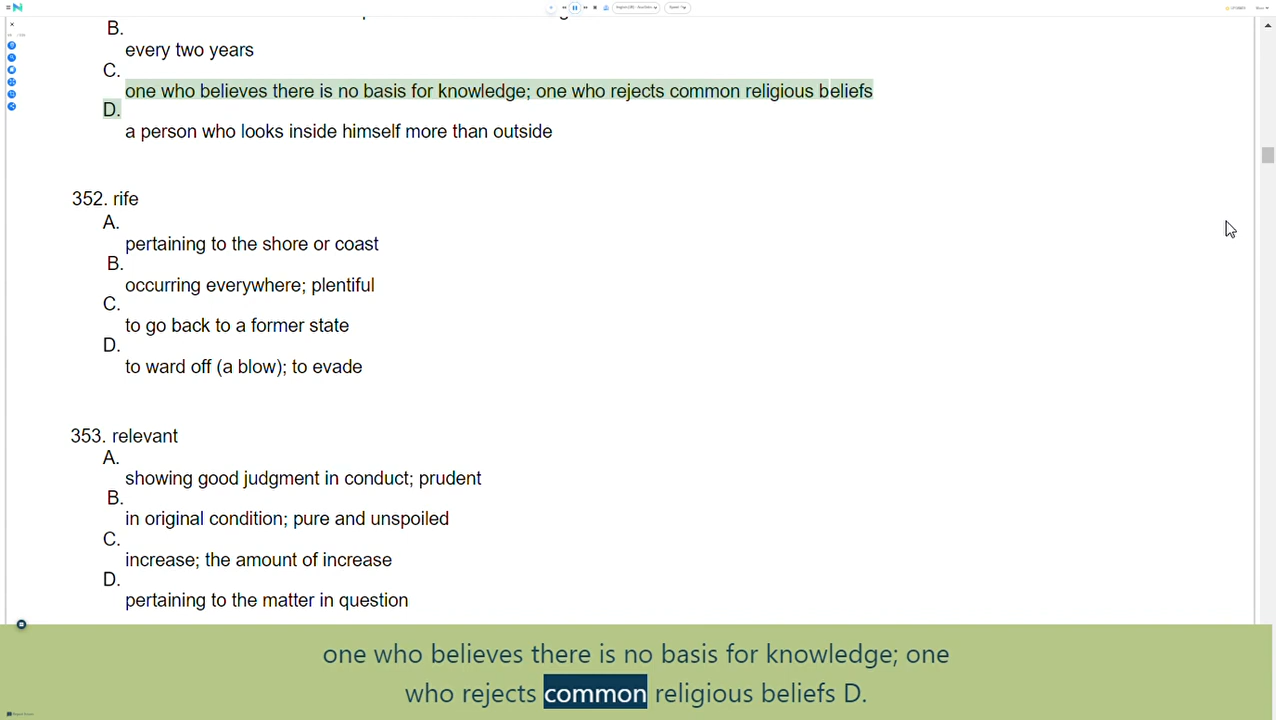 B.
every two years
C.
one who believes there is no basis for knowledge; one who rejects common religious beliefs
D.
a person who looks inside himself more than outside
352. rife
A.
pertaining to the shore or coast
B.
occurring everywhere; plentiful
C.
to go back to a former state
D.
to ward off (a blow); to evade
353. relevant
A.
showing good judgment in conduct; prudent
B.
in original condition; pure and unspoiled
C.
increase; the amount of increase
D.
pertaining to the matter in question
one who believes there is no basis for knowledge; one
who rejects common religious beliefs D.